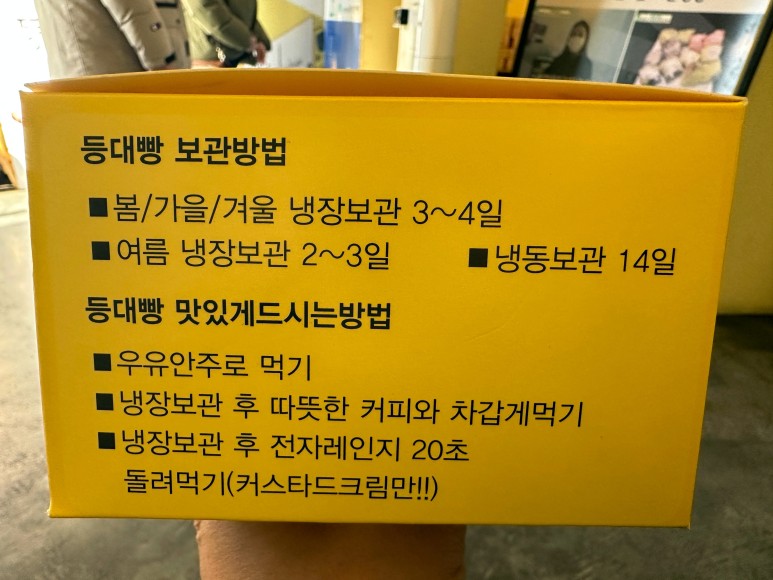 등대빵 보관방법
■봄/가을/겨울 냉장보관 3~4일
■여름 냉장보관 2~3일 ■냉동보관 14일
등대빵 맛있게드시는방법
■우유안주로 먹기
■냉장보관 후 따뜻한 커피와 차갑게먹기
■냉장보관 후 전자레인지 20초
돌려먹기(커스타드크림만!!)